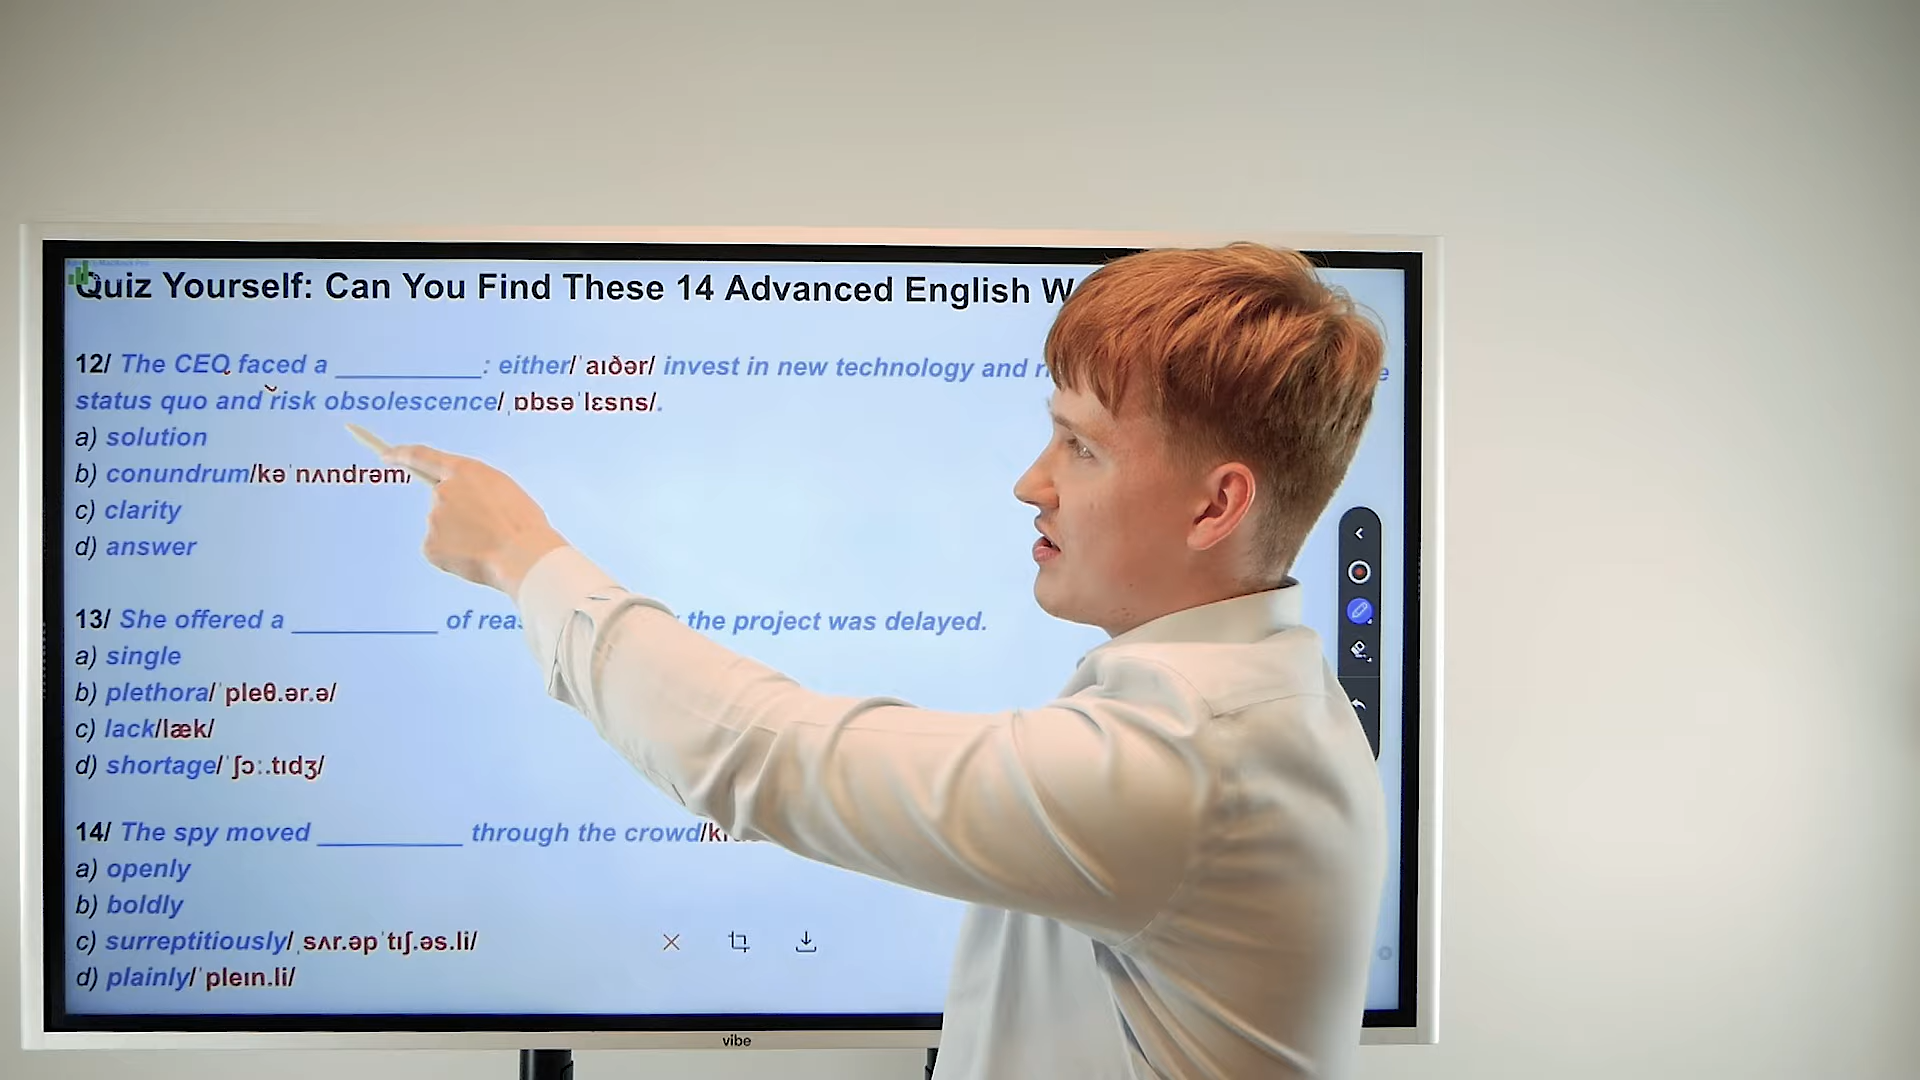 Quiz Yourself: Can You Find These 14 Advanced English
12/ The CEO faced a __________: either/ˈaɪðər/ invest in new technology and
status quo and risk obsolescence/ˌɒbsəˈlɛsns/.
a) solution
b) conundrum/kəˈnʌndrəm/
c) clarity
d) answer
13/ She offered a __________ of the project was delayed.
a) single
b) plethora/ˈpleθ.ər.ə/
c) lack/læk/
d) shortage/ˈʃɔː.tɪdʒ/
14/ The spy moved __________ through the crowd
a) openly
b) boldly
c) surreptitiously/ˌsʌr.əpˈtɪʃ.əs.li/
d) plainly/ˈpleɪn.li/
vibe